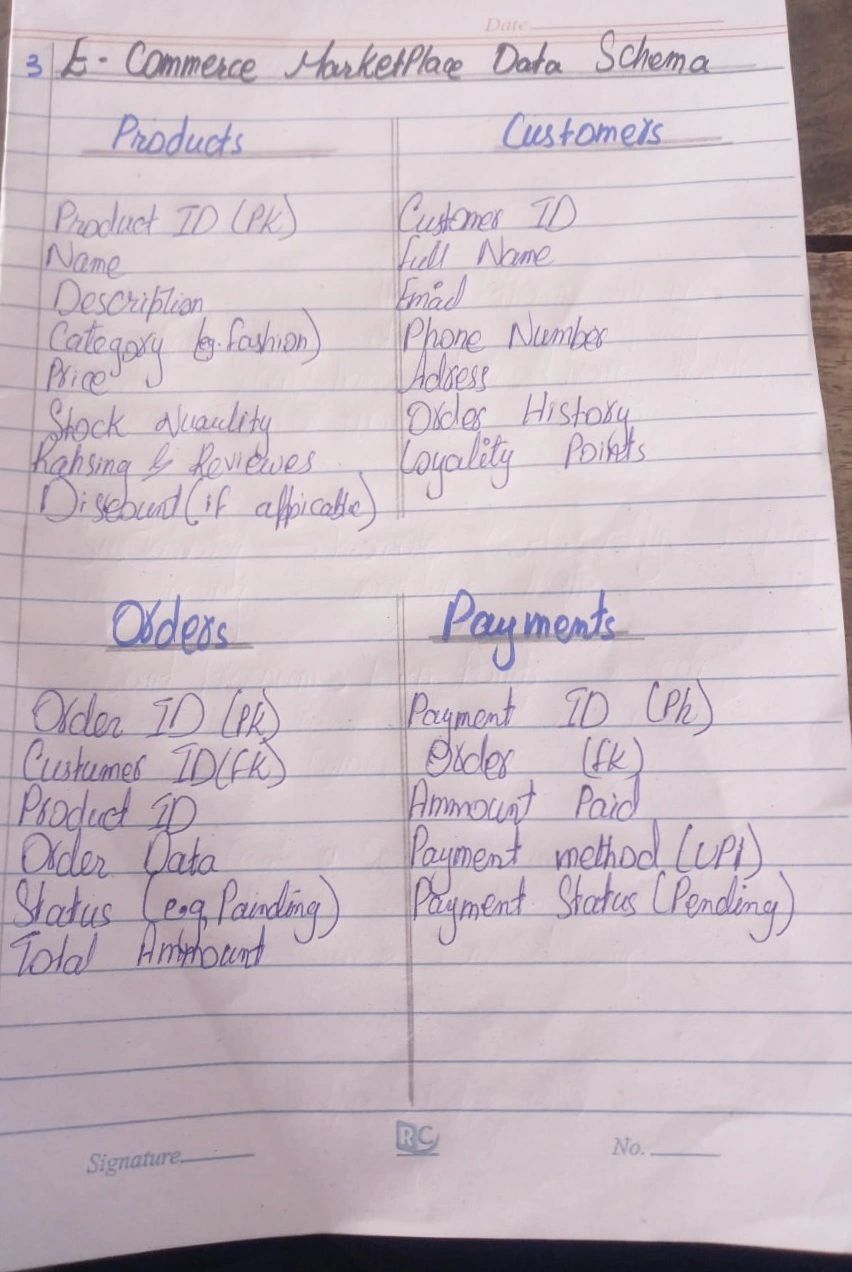 Date
3 E-Commerce MarketPlace Data Schema
Products
Product ID (PK)
Name
Description
Category (eg. fashion)
Price
Stock Quaulity
Rahsing & Reviewes
Disebund (if appicable)
Customers
Customer ID
Full Name
Email
Phone Number
Adress
Order History
Loyality Points
Orders
Order ID (PK)
Custumer ID (FK)
Product ID
Order Data
Status (e.g Painding)
Total Ammount
Payments
Payment ID (Pk)
Order (fk)
Ammount Paid
Payment method (UPI)
Payment Status (Pending)
Signature
RC
No.